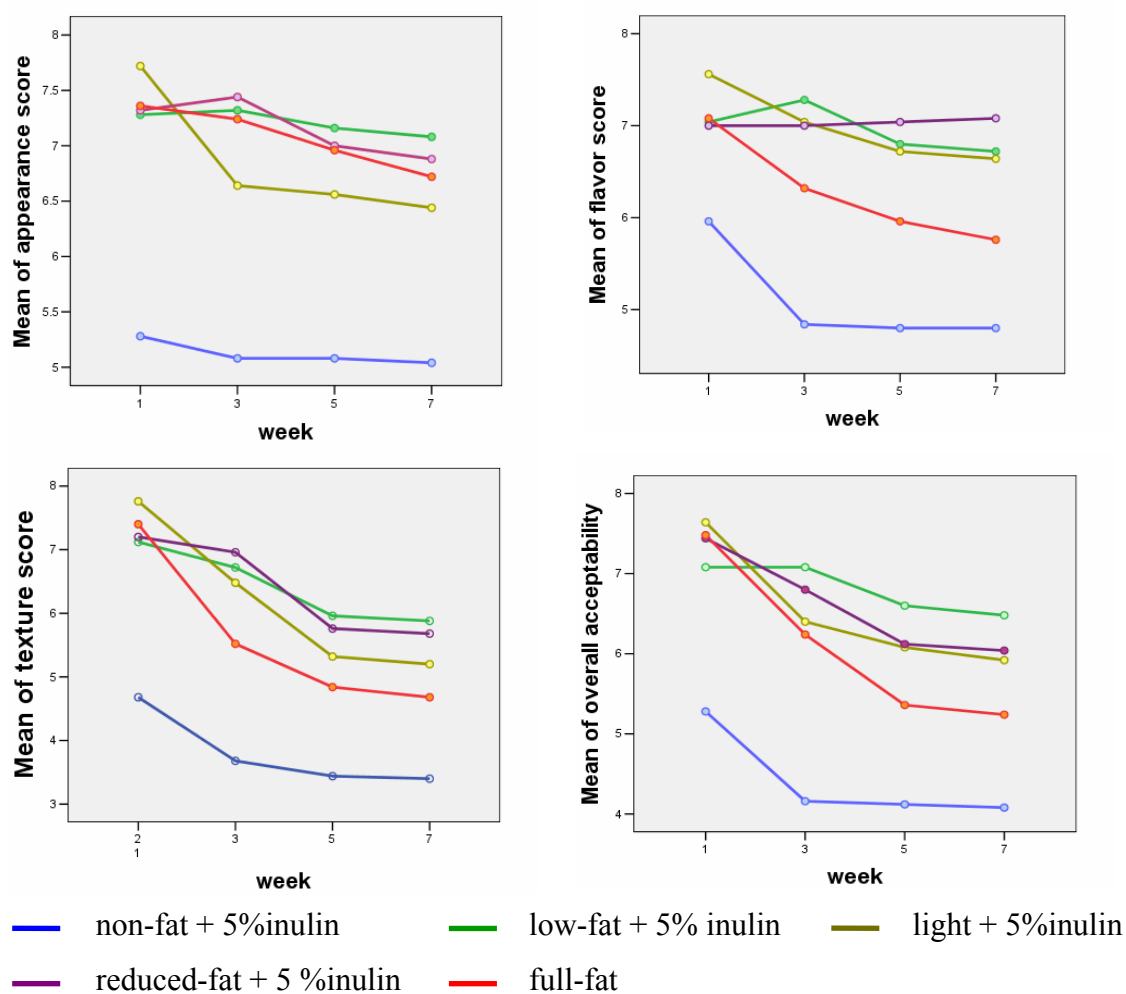 Mean of appearance score
8
7.5
7
6.5
6
5.5
5
1 3 5 7
week
Mean of flavor score
8
7
6
5
1 3 5 7
week
Mean of texture score
8
7
6
5
4
3
2 3 5 7
1
week
Mean of overall acceptability
8
7
6
5
4
1 3 5 7
week
non-fat + 5%inulin low-fat + 5% inulin light + 5%inulin
reduced-fat + 5 %inulin full-fat